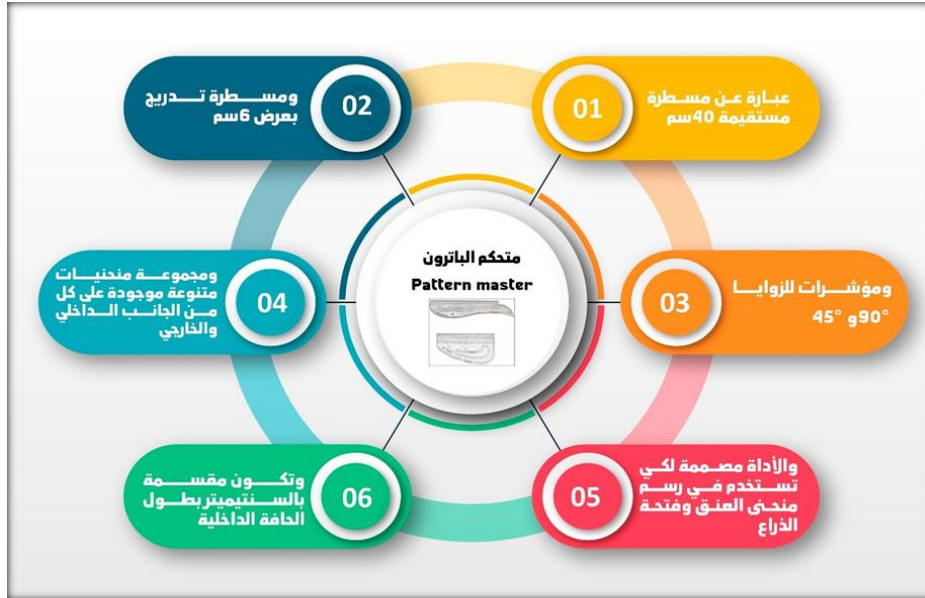 متحكم الباترون
Pattern master
01
عبارة عن مسطرة
مستقيمة 40سم
02
ومسطرة تدريج
بعرض 6سم
03
ومؤشرات للزوايا
90° و 45°
04
ومجموعة منحنيات
متنوعة موجودة على كل
من الجانب الداخلي
والخارجي
05
والأداة مصممة لكي
تستخدم في رسم
منحنى العنق وفتحة
الذراع
06
وتكون مقسمة
بالسنتيميتر بطول
الحافة الداخلية